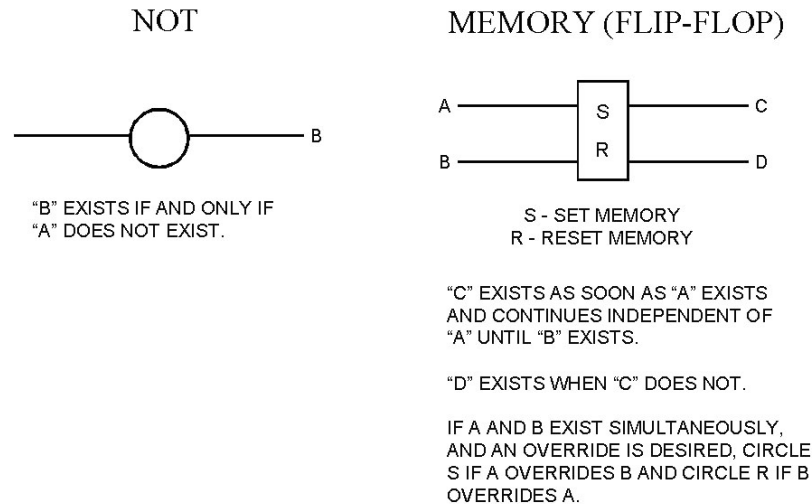 NOT
B
“B” EXISTS IF AND ONLY IF
“A” DOES NOT EXIST.
MEMORY (FLIP-FLOP)
A
S
C
B
R
D
S - SET MEMORY
R - RESET MEMORY
“C” EXISTS AS SOON AS “A” EXISTS
AND CONTINUES INDEPENDENT OF
“A” UNTIL “B” EXISTS.
“D” EXISTS WHEN “C” DOES NOT.
IF A AND B EXIST SIMULTANEOUSLY,
AND AN OVERRIDE IS DESIRED, CIRCLE
S IF A OVERRIDES B AND CIRCLE R IF B
OVERRIDES A.